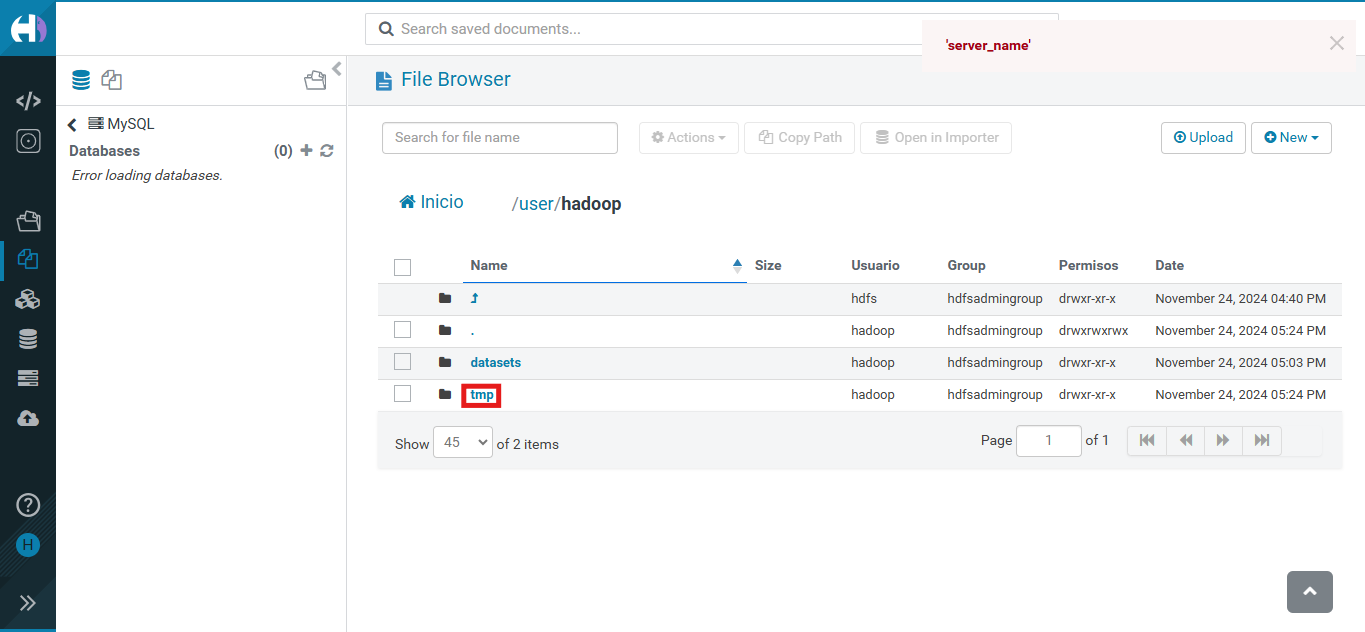 Search saved documents...
'server_name'
File Browser
MySQL
Databases (0)
Error loading databases.
Search for file name
Actions
Copy Path
Open in Importer
Upload
New
Inicio /user/hadoop
Name Size Usuario Group Permisos Date
hdfs hdfsadmingroup drwxr-xr-x November 24, 2024 04:40 PM
. hadoop hdfsadmingroup drwxrwxrwx November 24, 2024 05:24 PM
datasets hadoop hdfsadmingroup drwxr-xr-x November 24, 2024 05:03 PM
tmp hadoop hdfsadmingroup drwxr-xr-x November 24, 2024 05:24 PM
Show 45 of 2 items Page 1 of 1
H